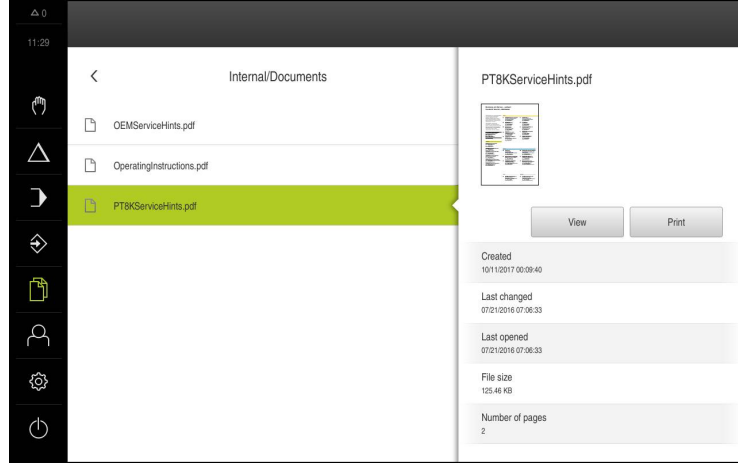 0
11:29
Internal/Documents
OEMServiceHints.pdf
OperatingInstructions.pdf
PT8KServiceHints.pdf
PT8KServiceHints.pdf
View
Print
Created
10/11/2017 00:09:40
Last changed
07/21/2016 07:06:33
Last opened
07/21/2016 07:06:33
File size
125.46 KB
Number of pages
2